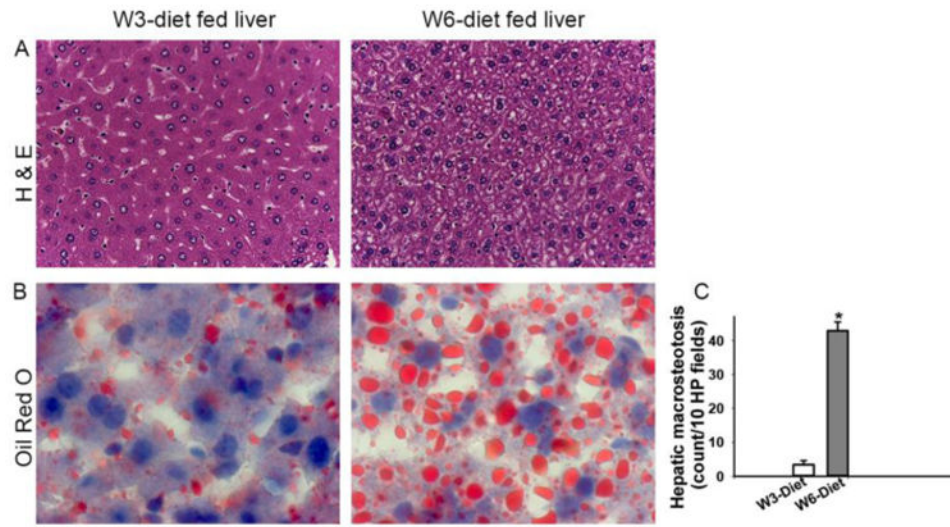 W3-diet fed liver
W6-diet fed liver
A
H & E
B
Oil Red O
C
Hepatic macrosteotosis
(count/10 HP fields)
40
30
20
10
0
*
W3-Diet
W6-Diet